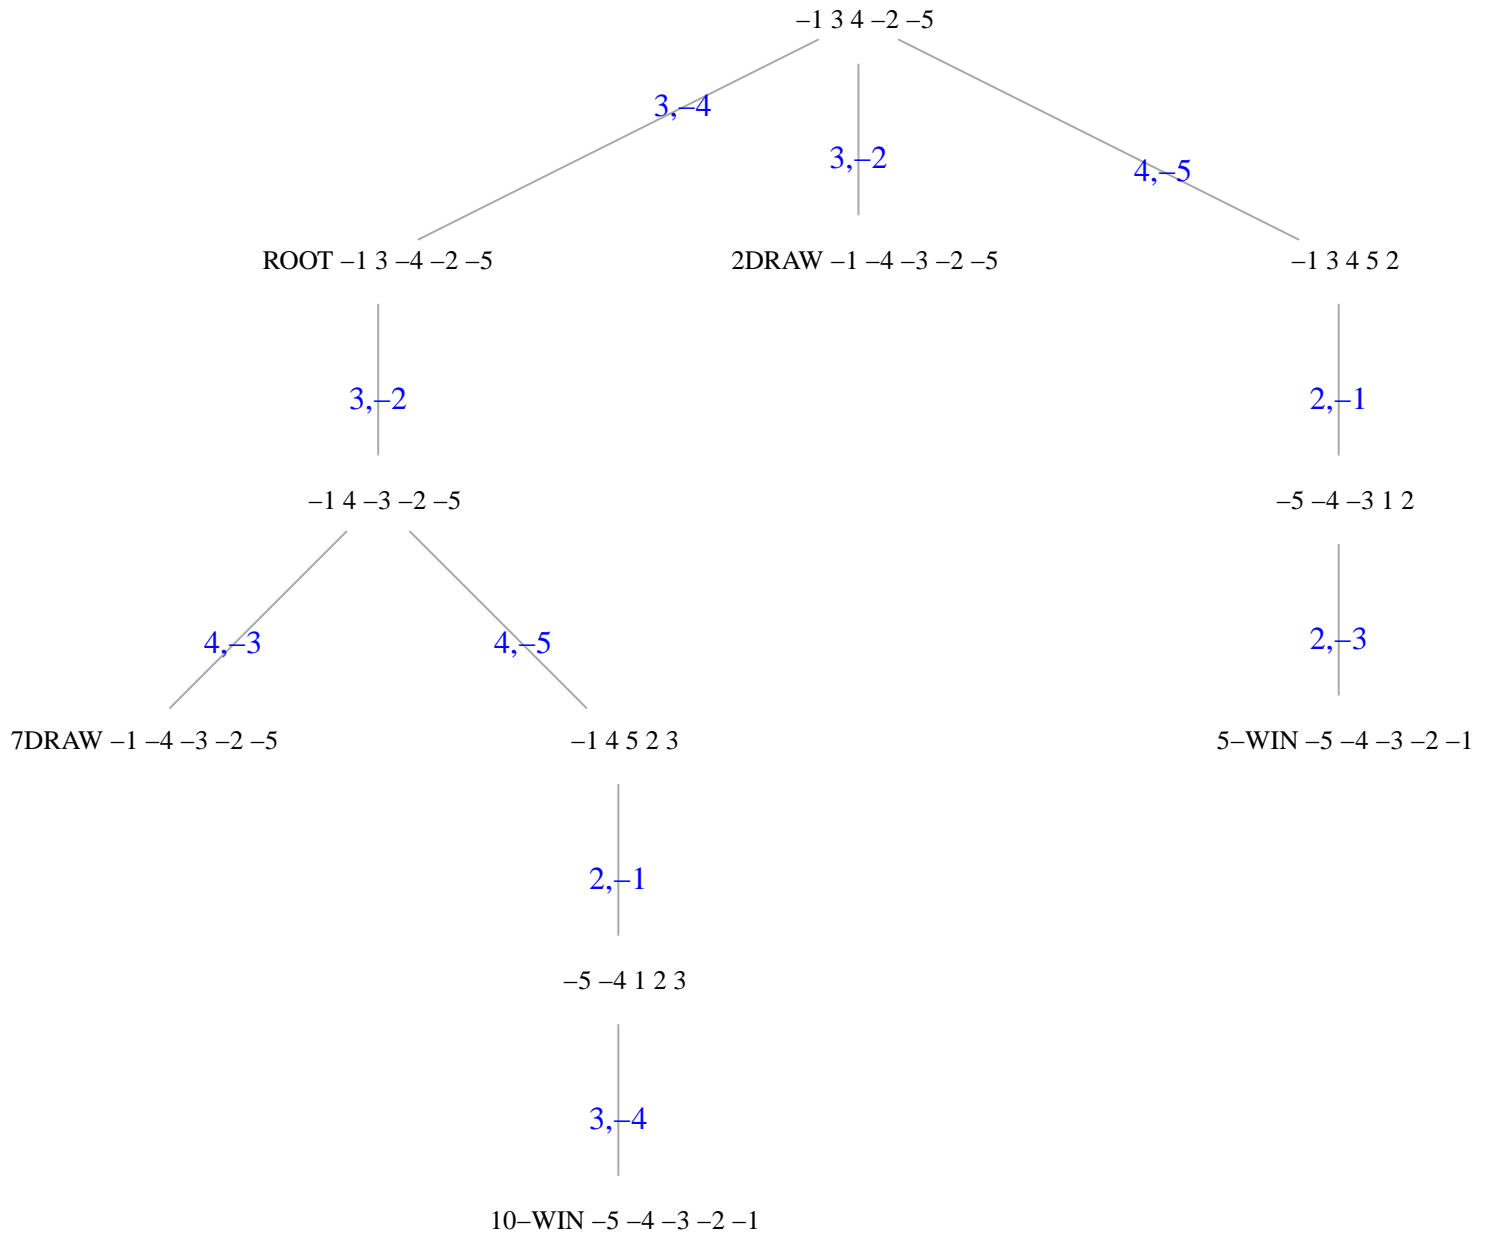 –1 3 4 –2 –5
3,–4
3,–2
4,–5
ROOT –1 3 –4 –2 –5
2DRAW –1 –4 –3 –2 –5
–1 3 4 5 2
3,–2
2,–1
–1 4 –3 –2 –5
–5 –4 –3 1 2
4,–3
4,–5
2,–3
7DRAW –1 –4 –3 –2 –5
–1 4 5 2 3
5–WIN –5 –4 –3 –2 –1
2,–1
–5 –4 1 2 3
3,–4
10–WIN –5 –4 –3 –2 –1